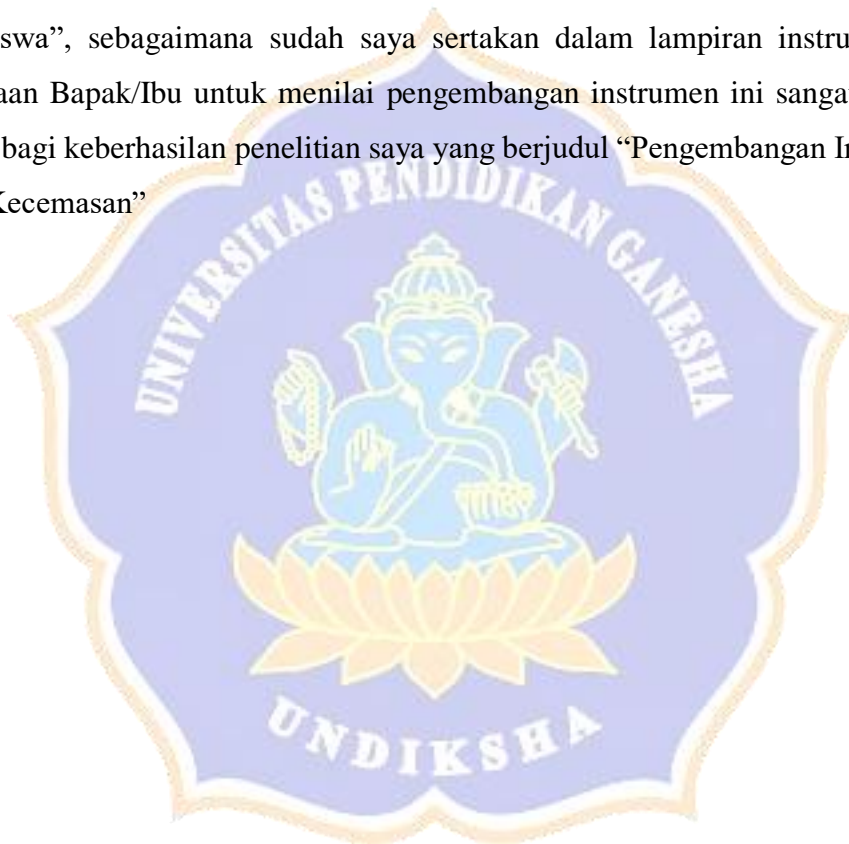 swa”, sebagaimana sudah saya sertakan dalam lampiran instru
aan Bapak/Ibu untuk menilai pengembangan instrumen ini sanga
bagi keberhasilan penelitian saya yang berjudul “Pengembangan I
Kecemasan”
UNIVERSITAS PENDIDIKAN GANESHA
UNDIKSHA